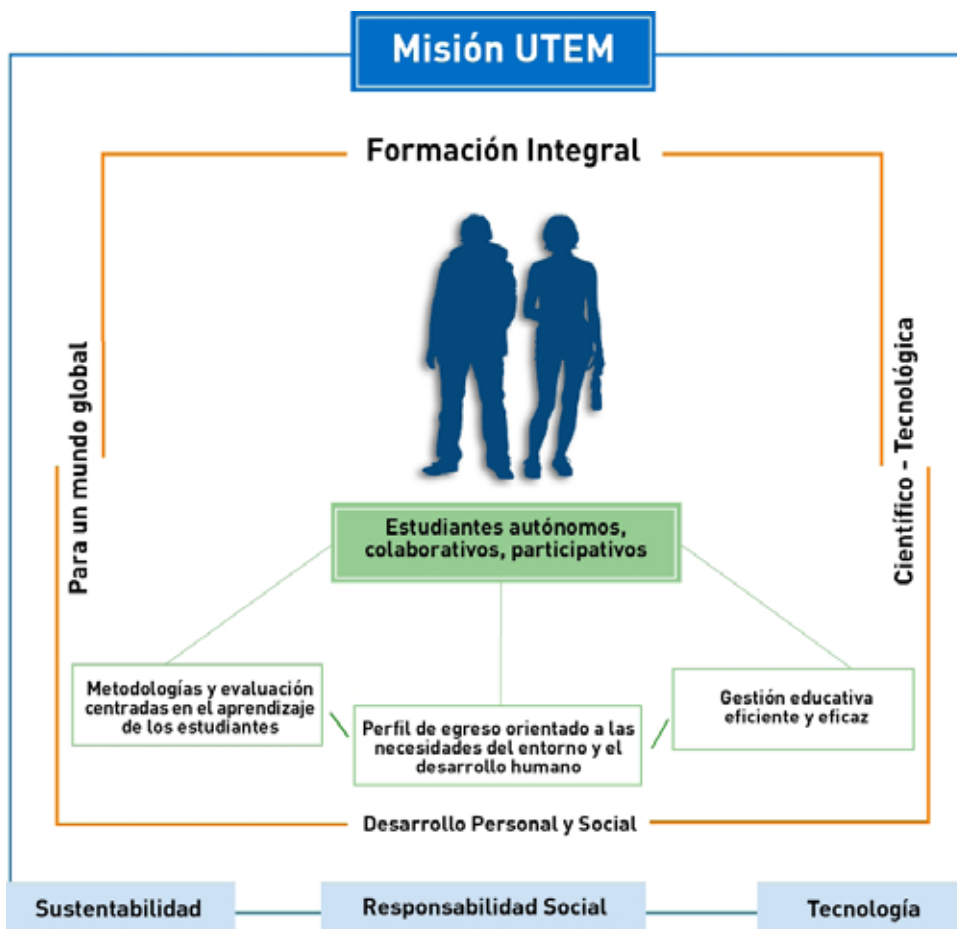 Misión UTEM
Formación Integral
Para un mundo global
Científico - Tecnológica
Estudiantes autónomos,
colaborativos, participativos
Metodologías y evaluación
centradas en el aprendizaje
de los estudiantes
Perfil de egreso orientado a las
necesidades del entorno y el
desarrollo humano
Gestión educativa
eficiente y eficaz
Desarrollo Personal y Social
Sustentabilidad
Responsabilidad Social
Tecnología